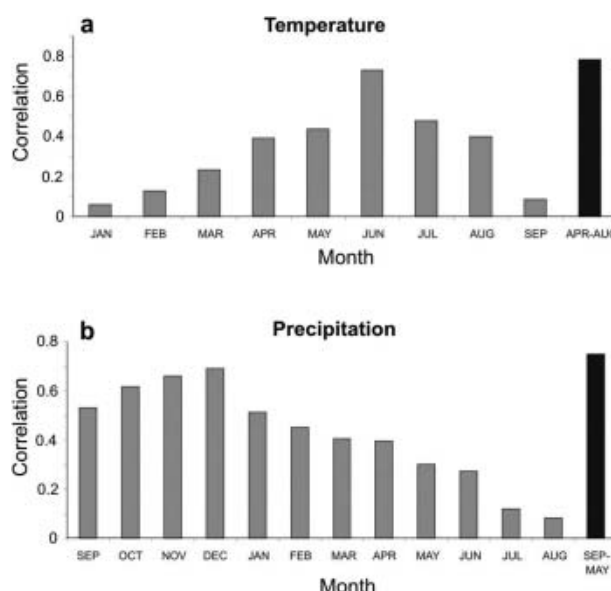 a Temperature
Correlation
0.8
0.6
0.4
0.2
0
JAN FEB MAR APR MAY JUN JUL AUG SEP APR-AUG
Month
b Precipitation
Correlation
0.8
0.6
0.4
0.2
0
SEP OCT NOV DEC JAN FEB MAR APR MAY JUN JUL AUG SEP-
MAY
Month